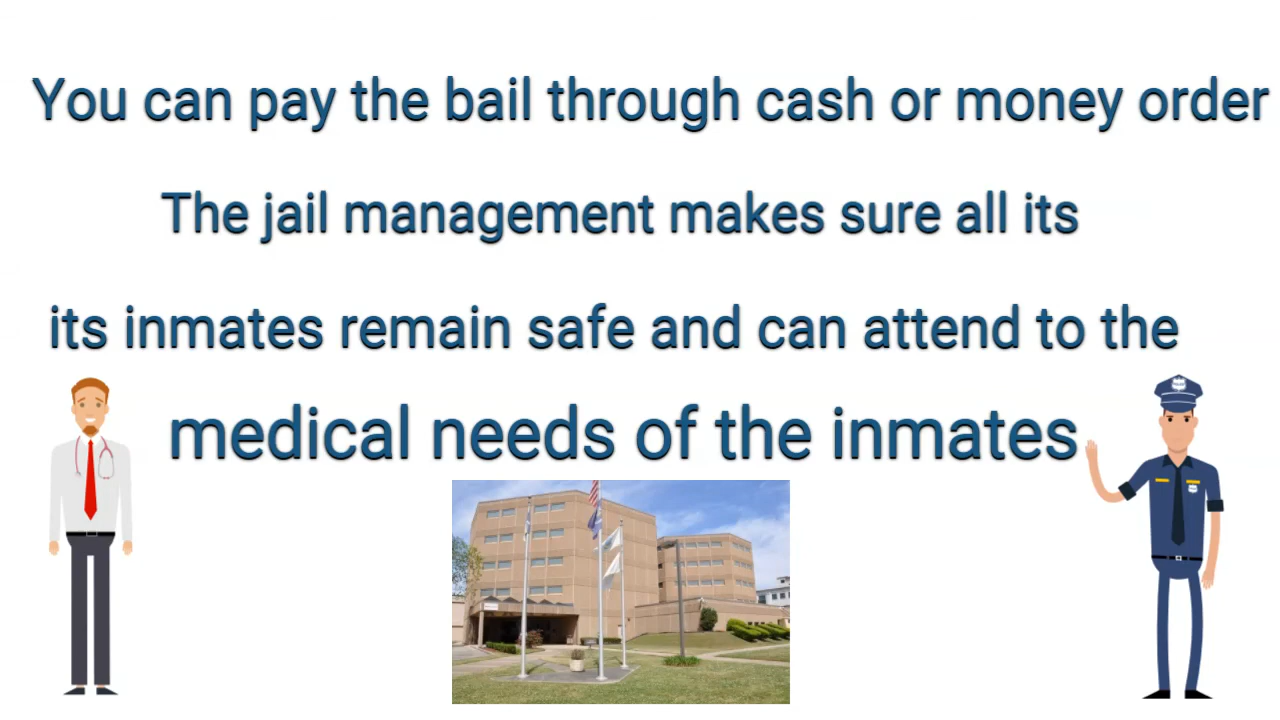 You can pay the bail through cash or money order
The jail management makes sure all its
its inmates remain safe and can attend to the
medical needs of the inmates